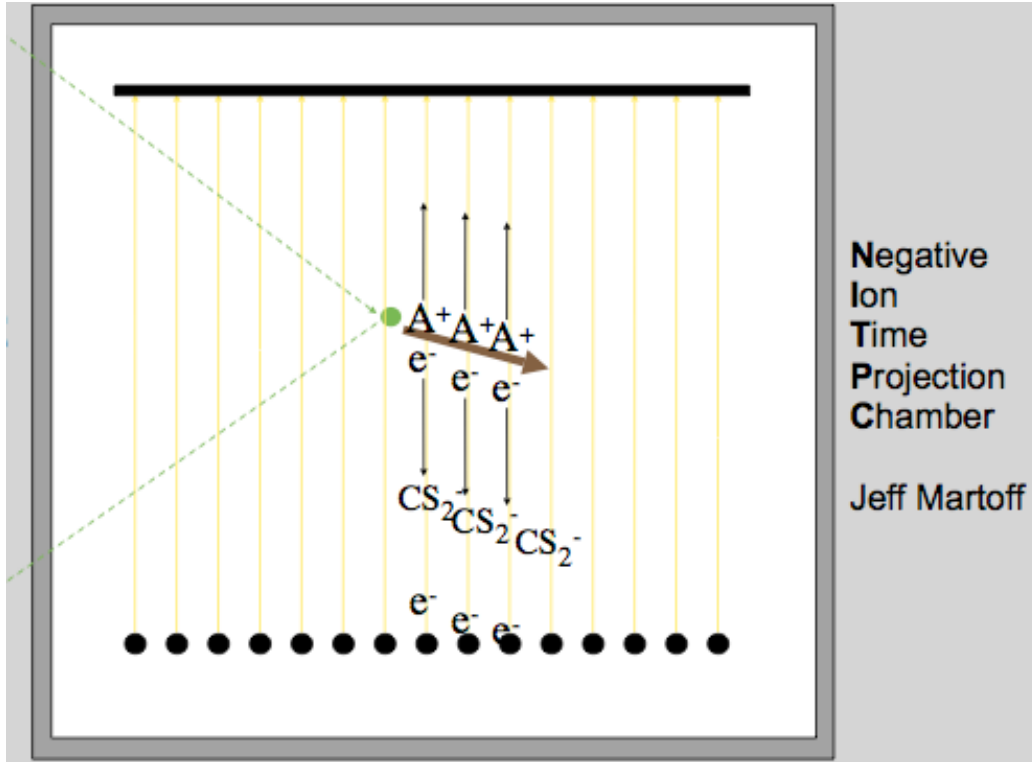 A⁺ A⁺ A⁺
e⁻ e⁻ e⁻
CS₂⁻ CS₂⁻ CS₂⁻
e⁻ e⁻ e⁻
Negative
Ion
Time
Projection
Chamber
Jeff Martoff